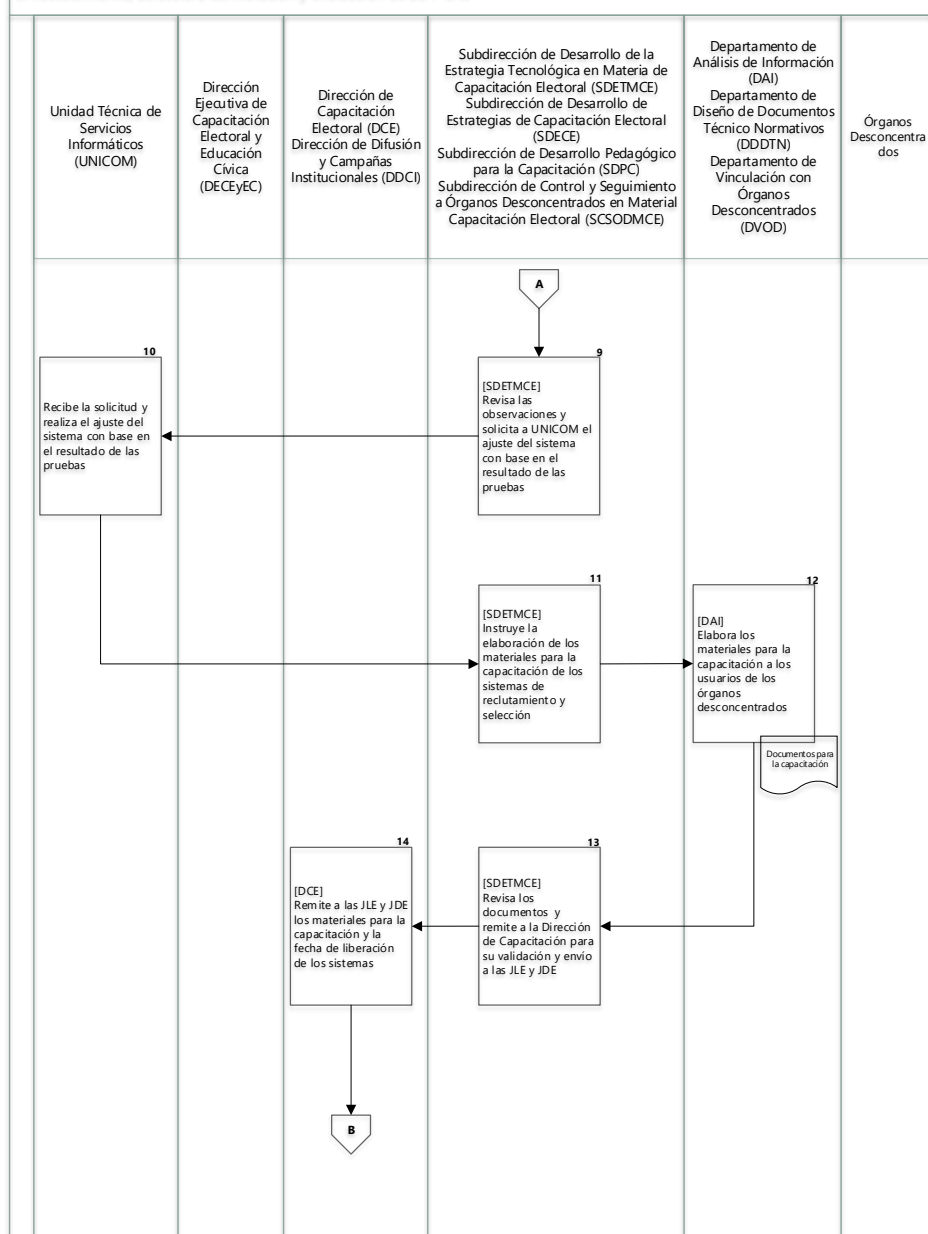 Unidad Técnica de
Servicios
Informáticos
(UNICOM)
Dirección
Ejecutiva de
Capacitación
Electoral y
Educación
Cívica
(DECEyEC)
Dirección de
Capacitación
Electoral (DCE)
Dirección de Difusión
y Campañas
Institucionales (DDCI)
Subdirección de Desarrollo de la
Estrategia Tecnológica en Materia de
Capacitación Electoral (SDETMCE)
Subdirección de Desarrollo de
Estrategias de Capacitación Electoral
(SDECE)
Subdirección de Desarrollo Pedagógico
para la Capacitación (SDPC)
Subdirección de Control y Seguimiento
a Órganos Desconcentrados en Material
Capacitación Electoral (SCSODMCE)
Departamento de
Análisis de Información
(DAI)
Departamento de
Diseño de Documentos
Técnico Normativos
(DDDTN)
Departamento de
Vinculación con
Órganos
Desconcentrados
(DVOD)
Órganos
Desconcentra
dos
A
10
Recibe la solicitud y
realiza el ajuste del
sistema con base en
el resultado de las
pruebas
9
[SDETMCE]
Revisa las
observaciones y
solicita a UNICOM el
ajuste del sistema
con base en el
resultado de las
pruebas
11
[SDETMCE]
Instruye la
elaboración de los
materiales para la
capacitación de los
sistemas de
reclutamiento y
selección
12
[DAI]
Elabora los
materiales para la
capacitación a los
usuarios de los
órganos
desconcentrados
Documentos para
la capacitación
14
[DCE]
Remite a las JLE y JDE
los materiales para la
capacitación y la
fecha de liberación
de los sistemas
13
[SDETMCE]
Revisa los
documentos y
remite a la Dirección
de Capacitación para
su validación y envío
a las JLE y JDE
B